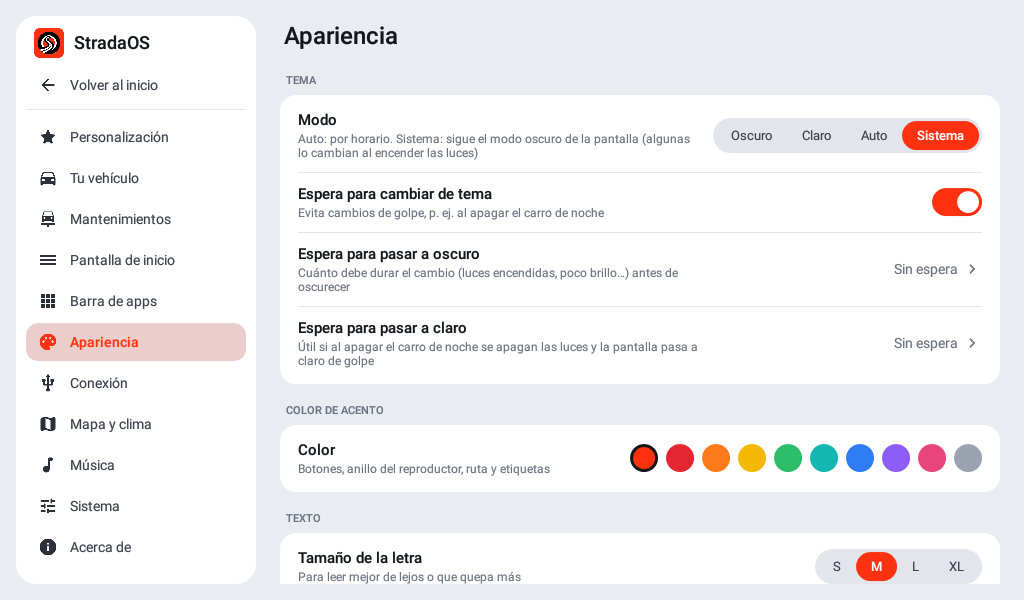 StradaOS
Volver al inicio
Personalización
Tu vehículo
Mantenimientos
Pantalla de inicio
Barra de apps
Apariencia
Conexión
Mapa y clima
Música
Sistema
Acerca de
Apariencia
TEMA
Modo
Auto: por horario. Sistema: sigue el modo oscuro de la pantalla (algunas
lo cambian al encender las luces)
Oscuro Claro Auto Sistema
Espera para cambiar de tema
Evita cambios de golpe, p. ej. al apagar el carro de noche
Espera para pasar a oscuro
Cuánto debe durar el cambio (luces encendidas, poco brillo...) antes de
oscurecer
Sin espera
Espera para pasar a claro
Útil si al apagar el carro de noche se apagan las luces y la pantalla pasa a
claro de golpe
Sin espera
COLOR DE ACENTO
Color
Botones, anillo del reproductor, ruta y etiquetas
TEXTO
Tamaño de la letra
Para leer mejor de lejos o que quepa más
S M L XL